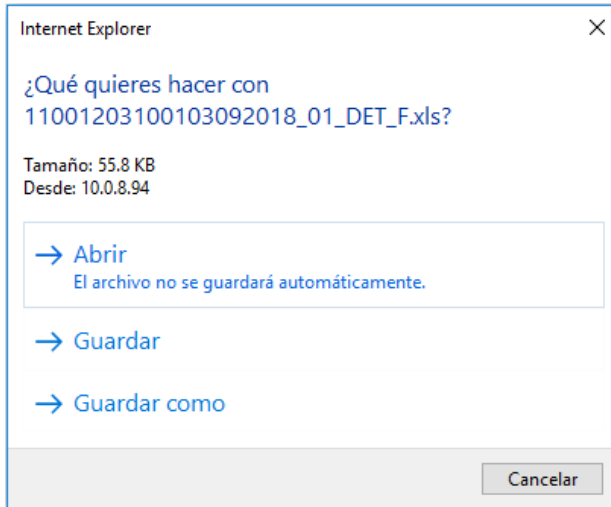 Internet Explorer
¿Qué quieres hacer con
11001203100103092018_01_DET_F.xls?
Tamaño: 55.8 KB
Desde: 10.0.8.94
Abrir
El archivo no se guardará automáticamente.
Guardar
Guardar como
Cancelar